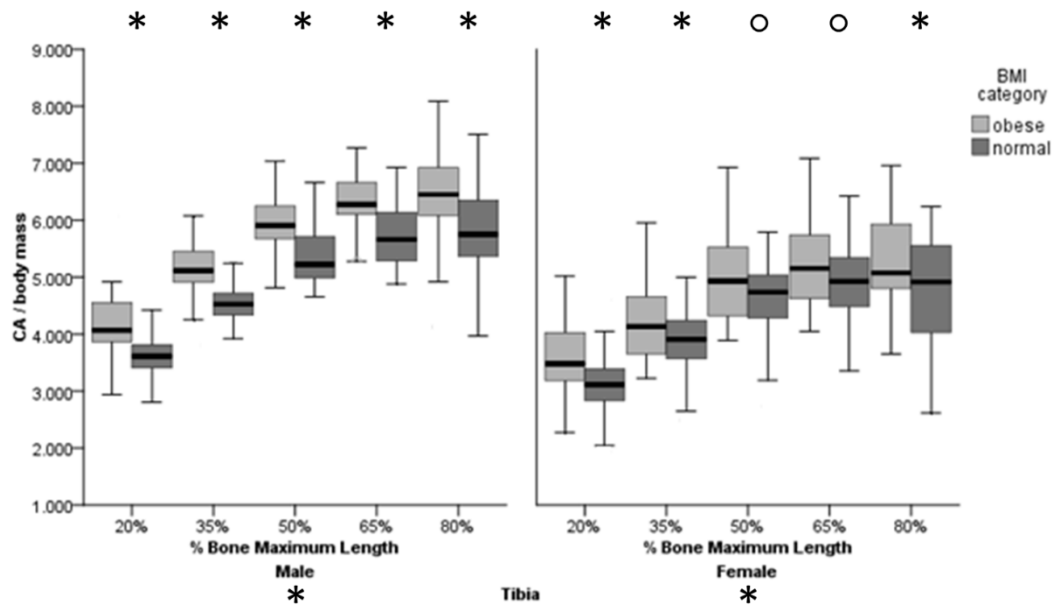 * * * * * * * ○ ○ *
9.000
8.000
7.000
6.000
5.000
4.000
3.000
2.000
1.000
CA / body mass
BMI
category
obese
normal
20% 35% 50% 65% 80% 20% 35% 50% 65% 80%
% Bone Maximum Length % Bone Maximum Length
Male Female
* Tibia *